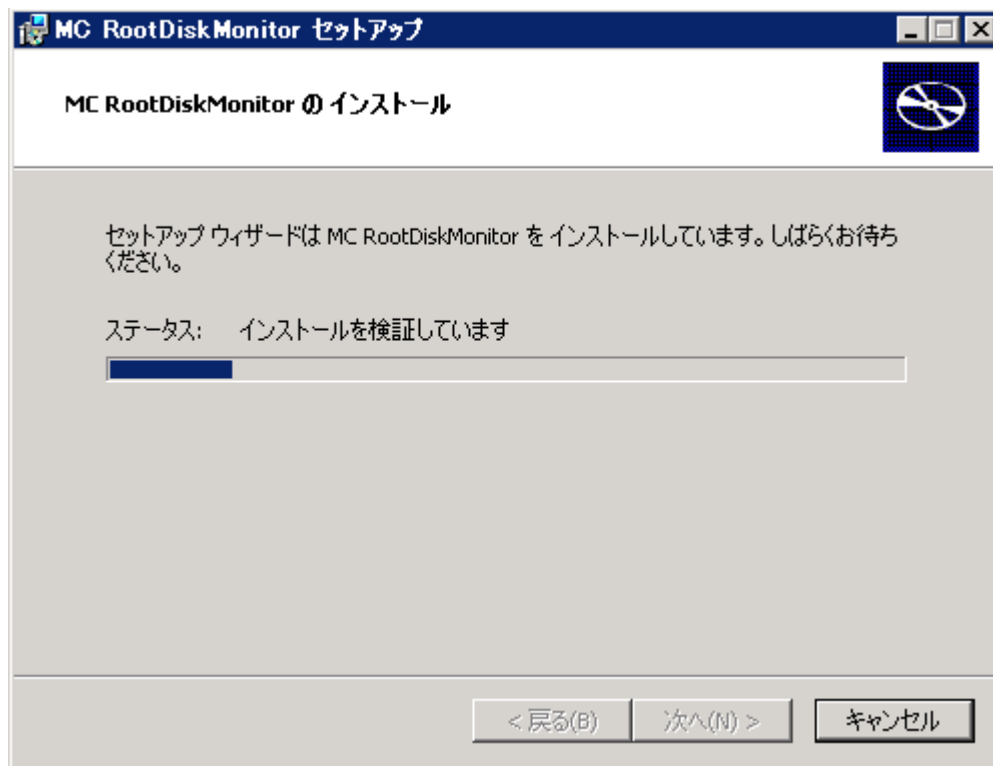 MC RootDiskMonitor セットアップ
MC RootDiskMonitor の インストール
セットアップ ウィザードは MC RootDiskMonitor を インストールしています。しばらくお待ち
ください。
ステータス: インストールを検証しています
< 戻る(B) 次へ(N) > キャンセル